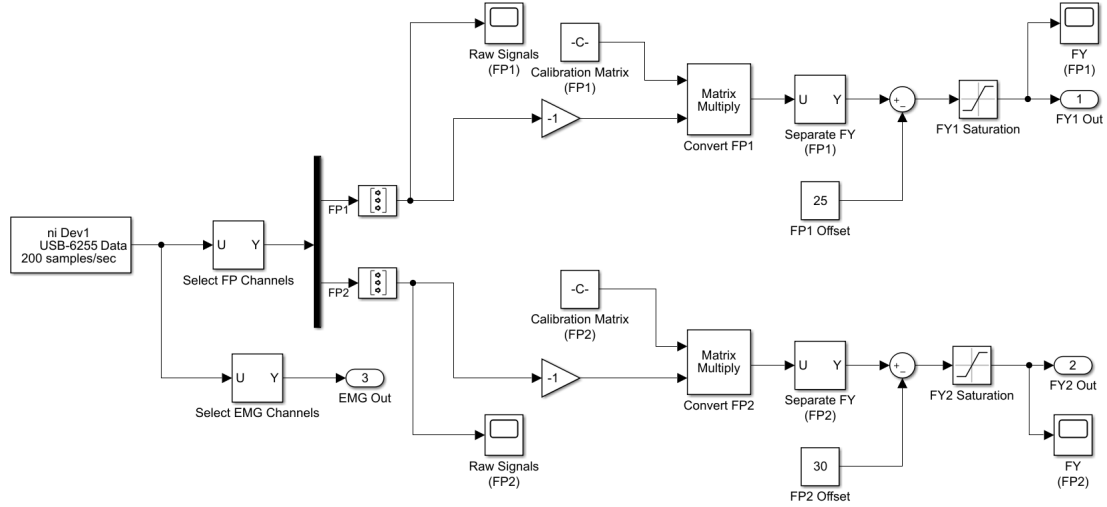 Raw Signals
(FP1)
-C-
Calibration Matrix
(FP1)
-1
Matrix
Multiply
Convert FP1
U Y
Separate FY
(FP1)
+
−
FY1 Saturation
FY
(FP1)
1
FY1 Out
25
FP1 Offset
FP1
ni Dev1
USB-6255 Data
200 samples/sec
U Y
Select FP Channels
FP2
-C-
Calibration Matrix
(FP2)
-1
Matrix
Multiply
Convert FP2
U Y
Separate FY
(FP2)
+
−
FY2 Saturation
2
FY2 Out
FY
(FP2)
30
FP2 Offset
U Y
Select EMG Channels
3
EMG Out
Raw Signals
(FP2)